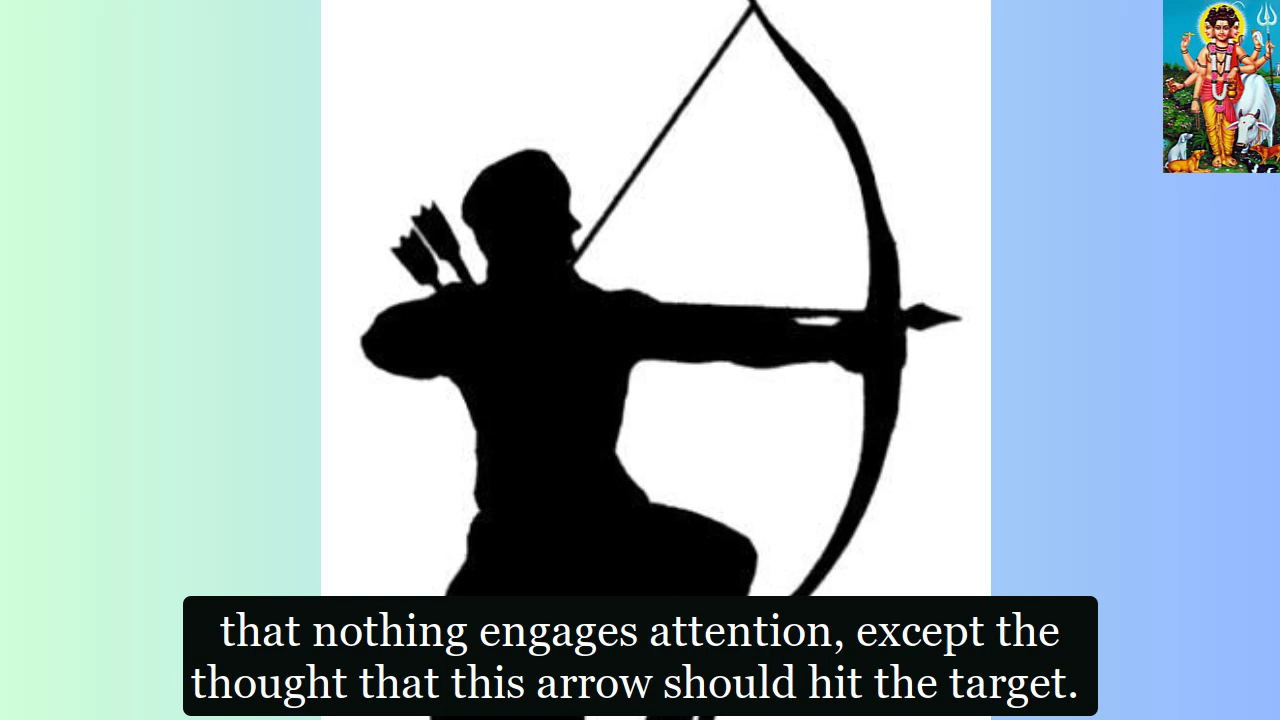 that nothing engages attention, except the
thought that this arrow should hit the target.